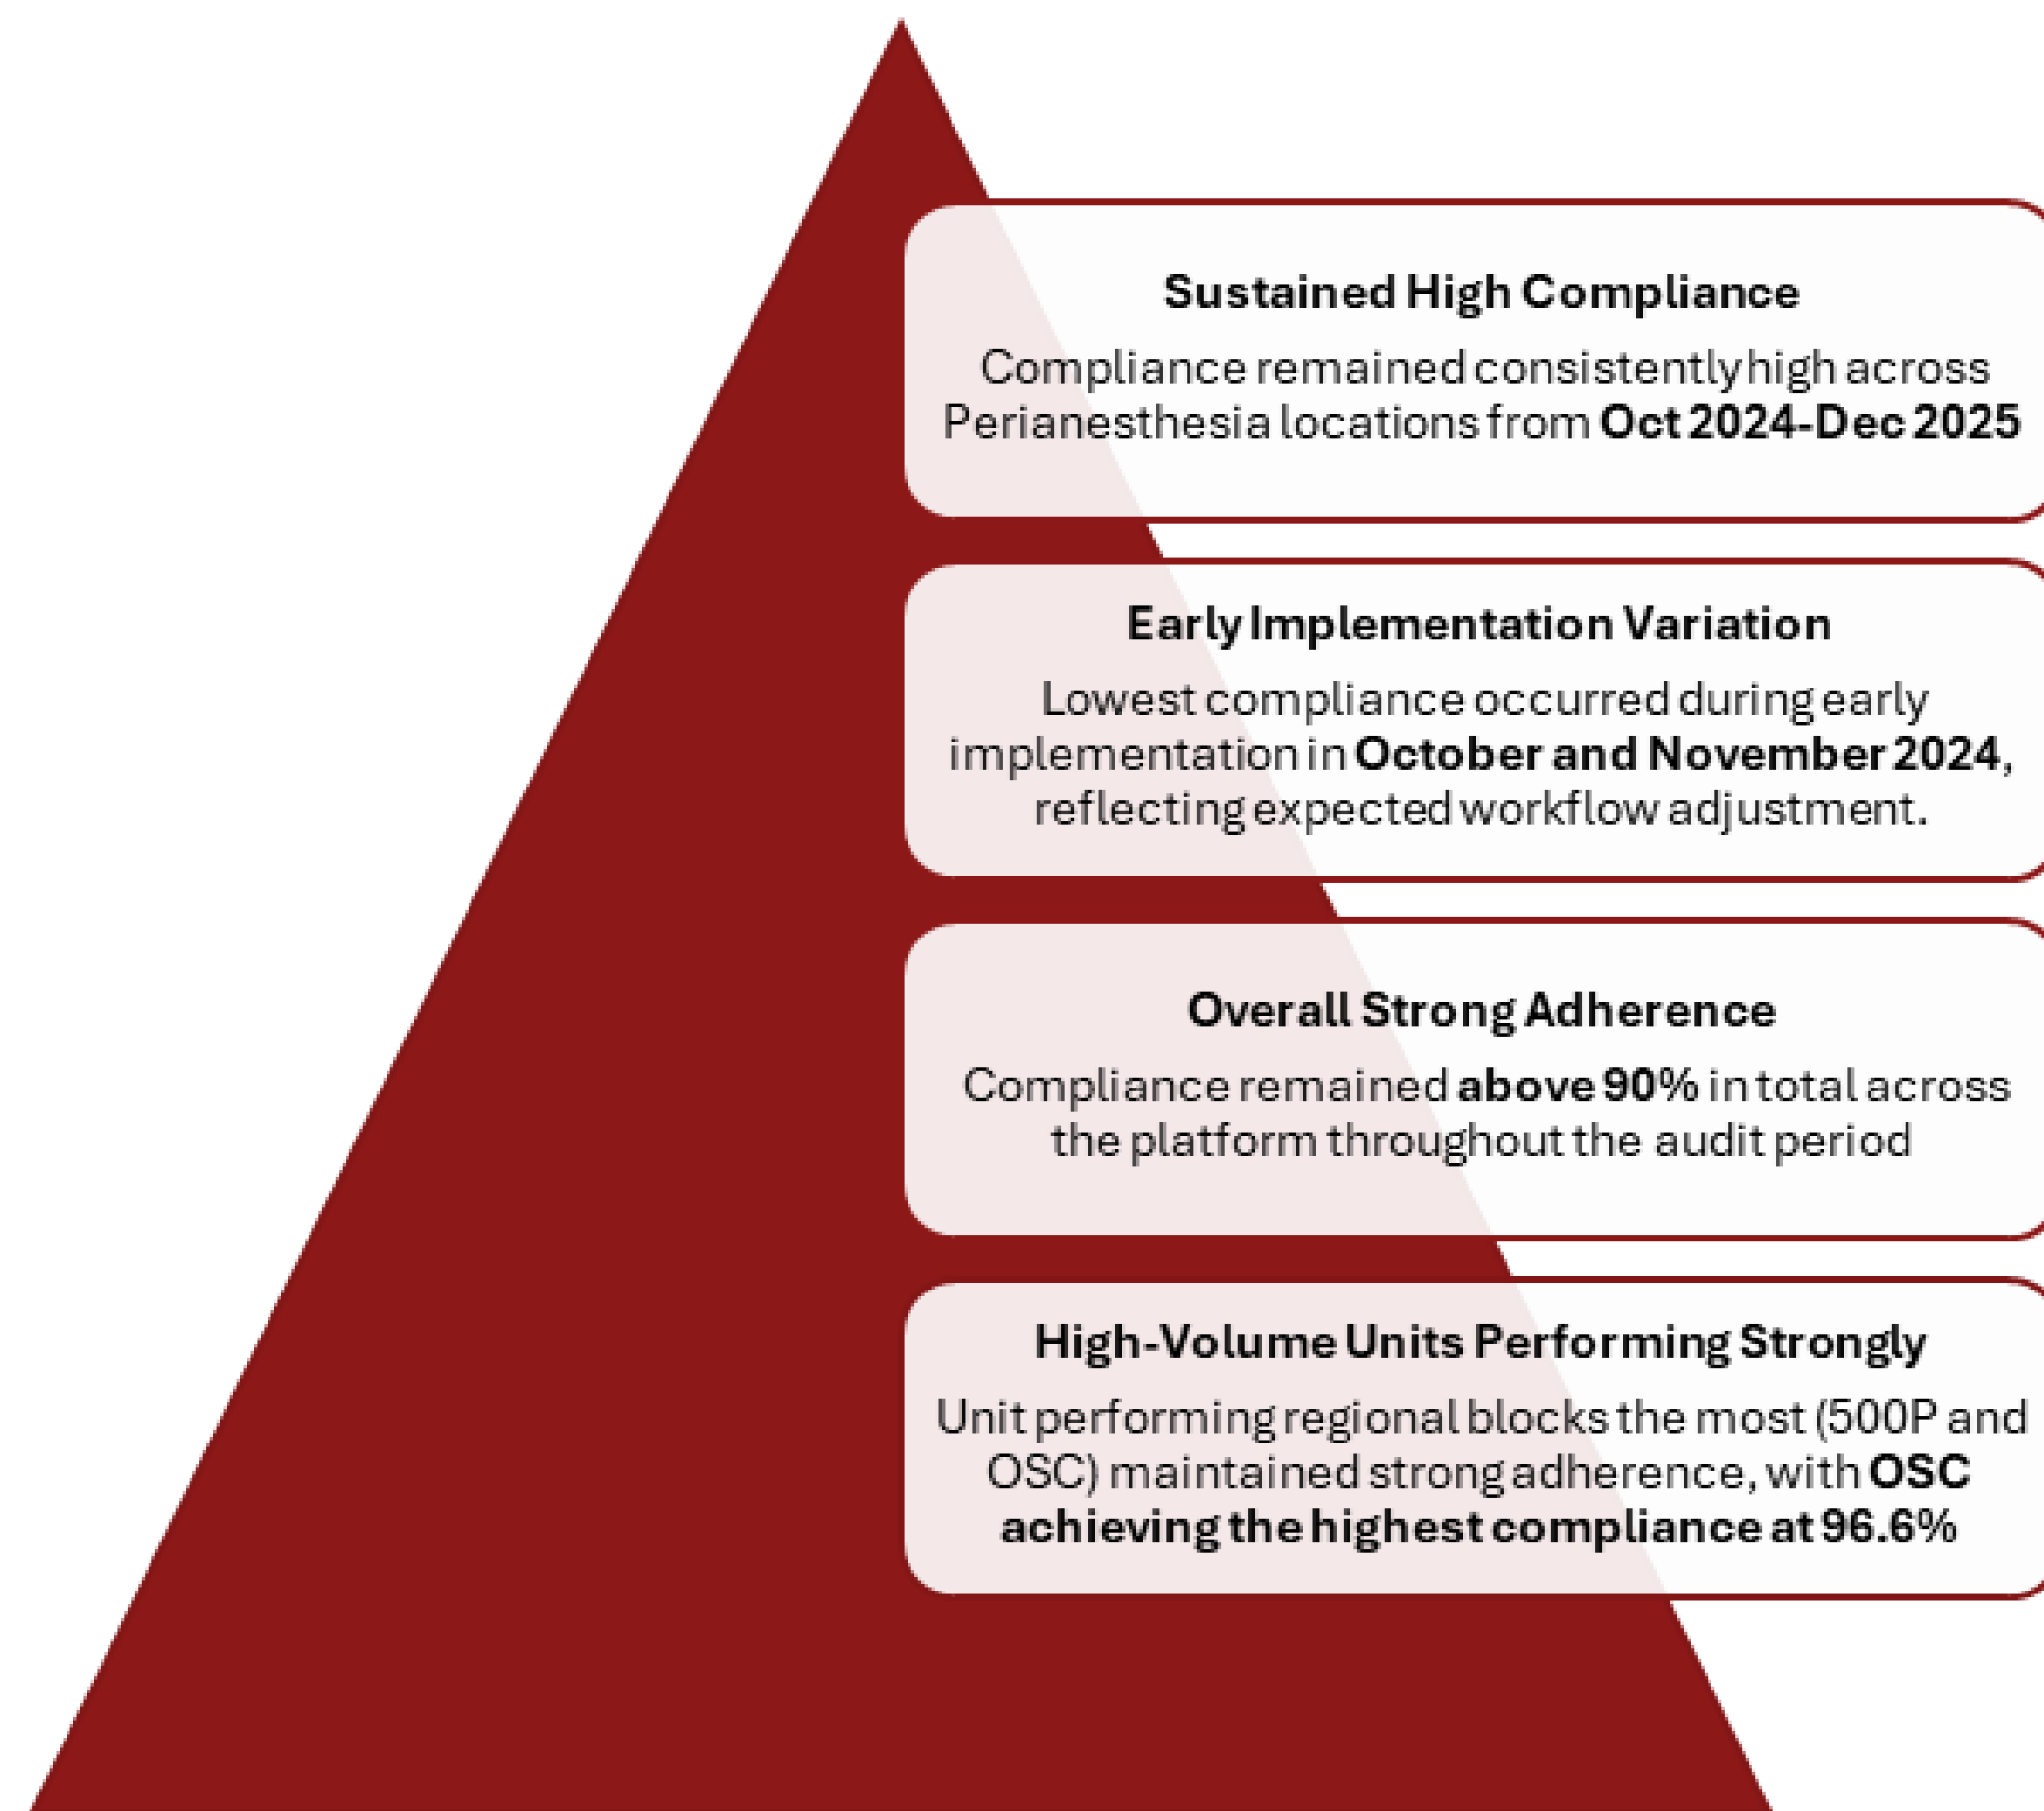 Sustained High Compliance
Compliance remained consistently high across
Perianesthesia locations from Oct 2024-Dec 2025
Early Implementation Variation
Lowest compliance occurred during early
implementation in October and November 2024,
reflecting expected workflow adjustment.
Overall Strong Adherence
Compliance remained above 90% in total across
the platform throughout the audit period
High-Volume Units Performing Strongly
Unit performing regional blocks the most (500P and
OSC) maintained strong adherence, with OSC
achieving the highest compliance at 96.6%